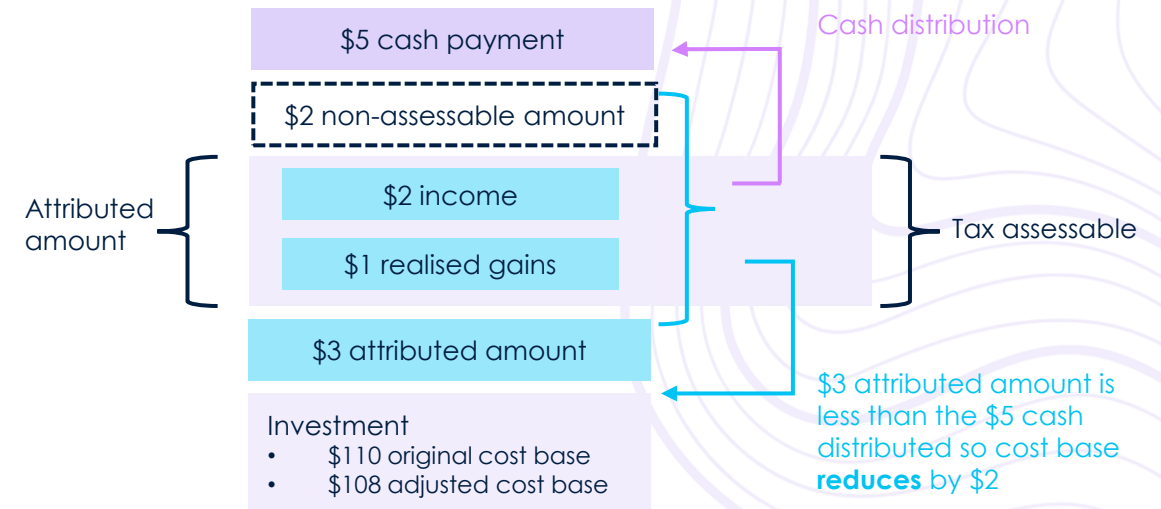 $5 cash payment
Cash distribution
$2 non-assessable amount
Attributed
amount
$2 income
$1 realised gains
Tax assessable
$3 attributed amount
Investment
• $110 original cost base
• $108 adjusted cost base
$3 attributed amount is
less than the $5 cash
distributed so cost base
reduces by $2